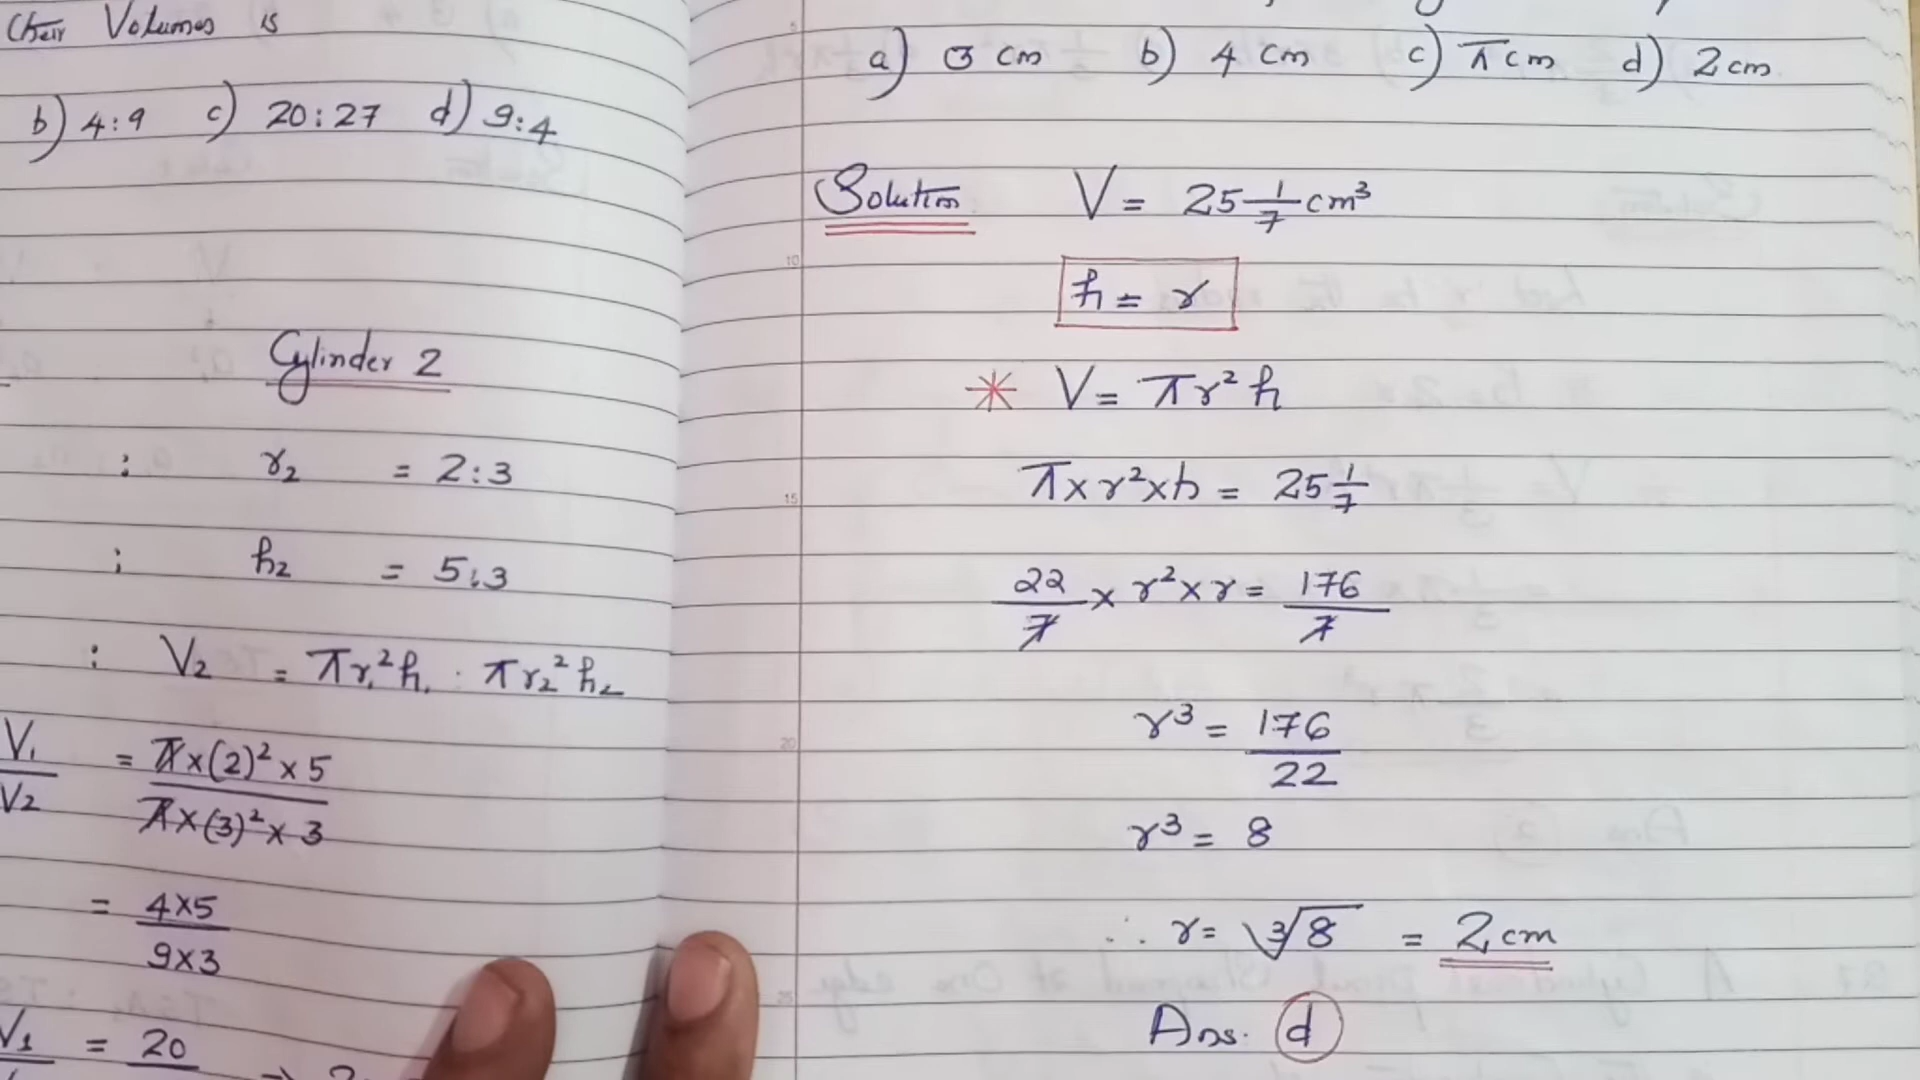 their Volumes is
b) 4:9 c) 20:27 d) 9:4
Cylinder 2
: r₂ = 2:3
: h₂ = 5:3
: V₂ = πr₁²h₁ : πr₂²h₂
V₁/V₂ = π×(2)²×5 / π×(3)²×3
= 4×5 / 9×3
V₁ = 20
a) 3 cm b) 4 cm c) π cm d) 2 cm
Solution V = 25 1/7 cm³
h = r
* V = πr²h
π×r²×h = 25 1/7
22/7 × r²×r = 176/7
r³ = 176/22
r³ = 8
∴ r = ∛8 = 2 cm
Ans. d